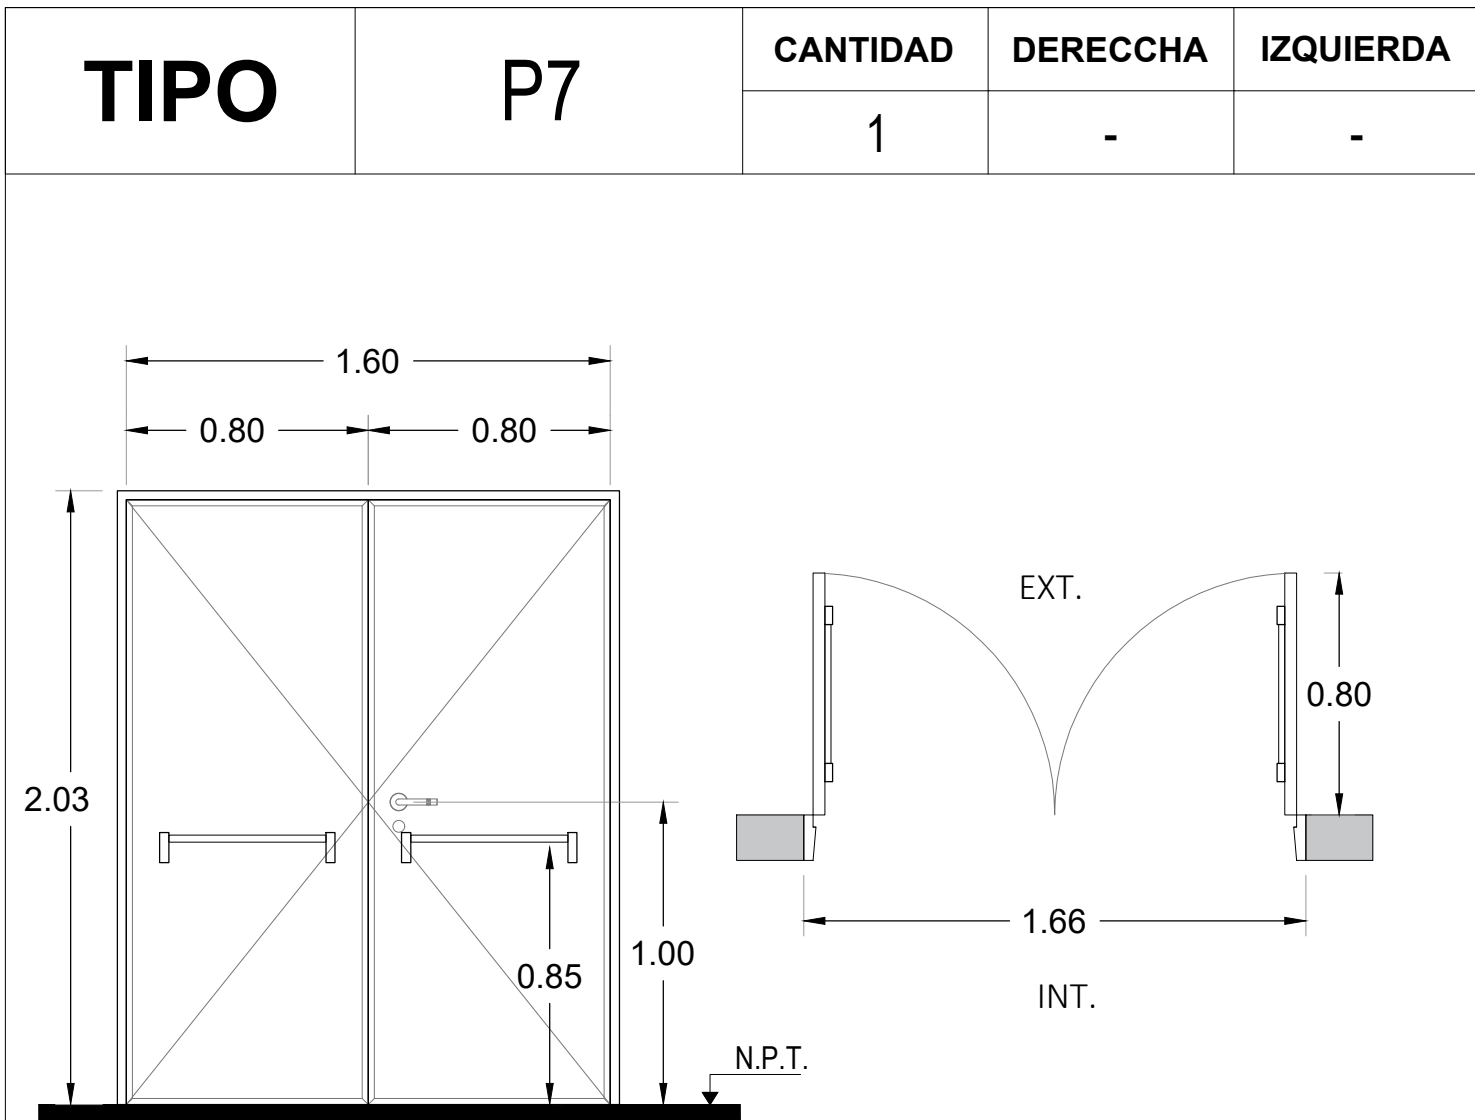 TIPO
P7
CANTIDAD
DERECCHA
IZQUIERDA
1
-
-
1.60
0.80
0.80
2.03
0.85
1.00
N.P.T.
EXT.
0.80
1.66
INT.